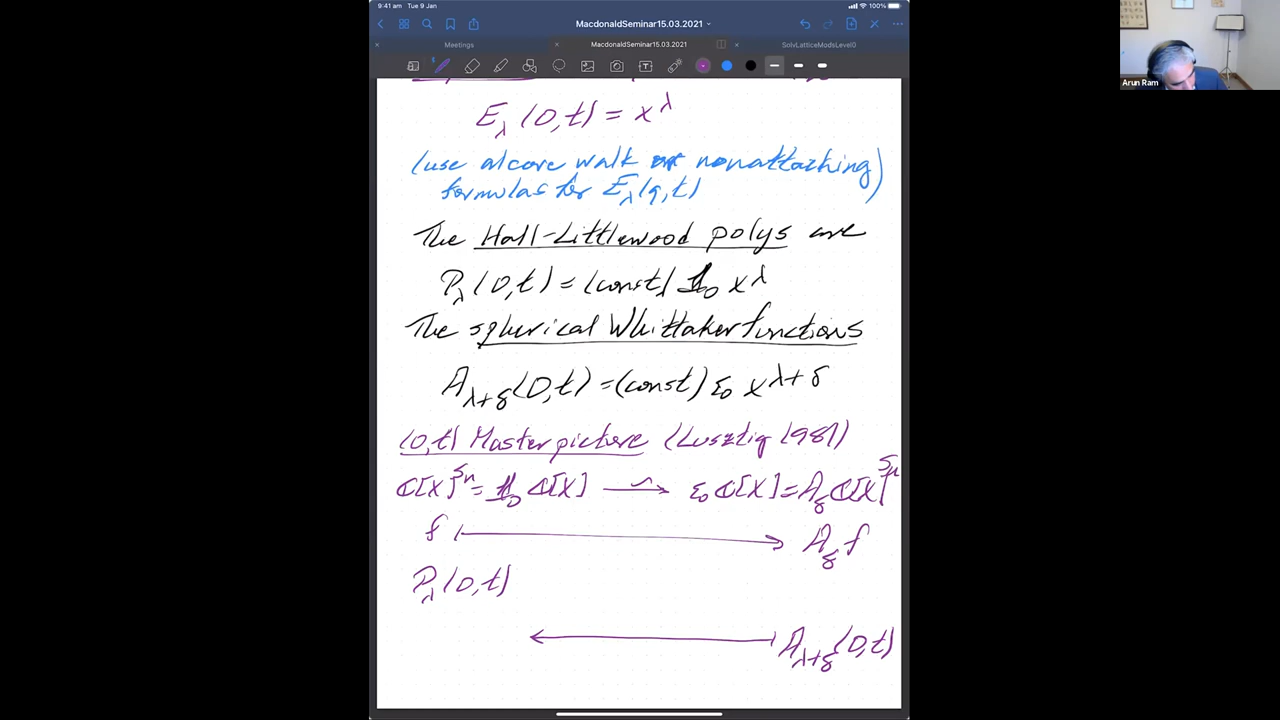 9:41 am Tue 9 Jan
100%
MacdonaldSeminar15.03.2021
Meetings
MacdonaldSeminar15.03.2021
SolvLatticeModsLevel0
Arun Ram
E_λ(0,t) = x^λ
(use alcove walk or nonattacking)
formulas for E_λ(q,t)
The Hall-Littlewood polys are
P_λ(0,t) = (const) 1_0 x^λ
The spherical Whittaker functions
A_{λ+δ}(0,t) = (const) ε_0 x^{λ+δ}
(0,t) Master picture (Lusztig 1981)
ℂ[X]^{S_n} = 1_0 ℂ[X] ⟶ ε_0 ℂ[X] = A_δ ℂ[X]^{S_n}
f ⟼ A_δ f
P_λ(0,t)
⟵ A_{λ+δ}(0,t)